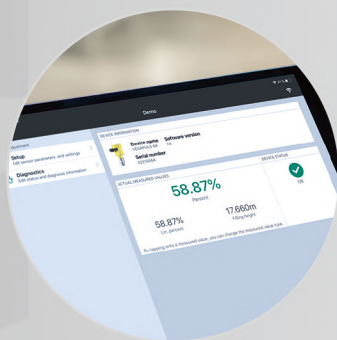 Demo
Setup
Edit sensor parameters, and settings
Diagnostics
Edit status and diagnosis information
DEVICE INFORMATION
Device name Software version
Serial number
ACTUAL MEASURED VALUES
DEVICE STATUS
58.87%
Percent
OK
58.87%
Lin. percent
17.660m
Filling height
By tapping onto a measured value, you can change the measured value type.